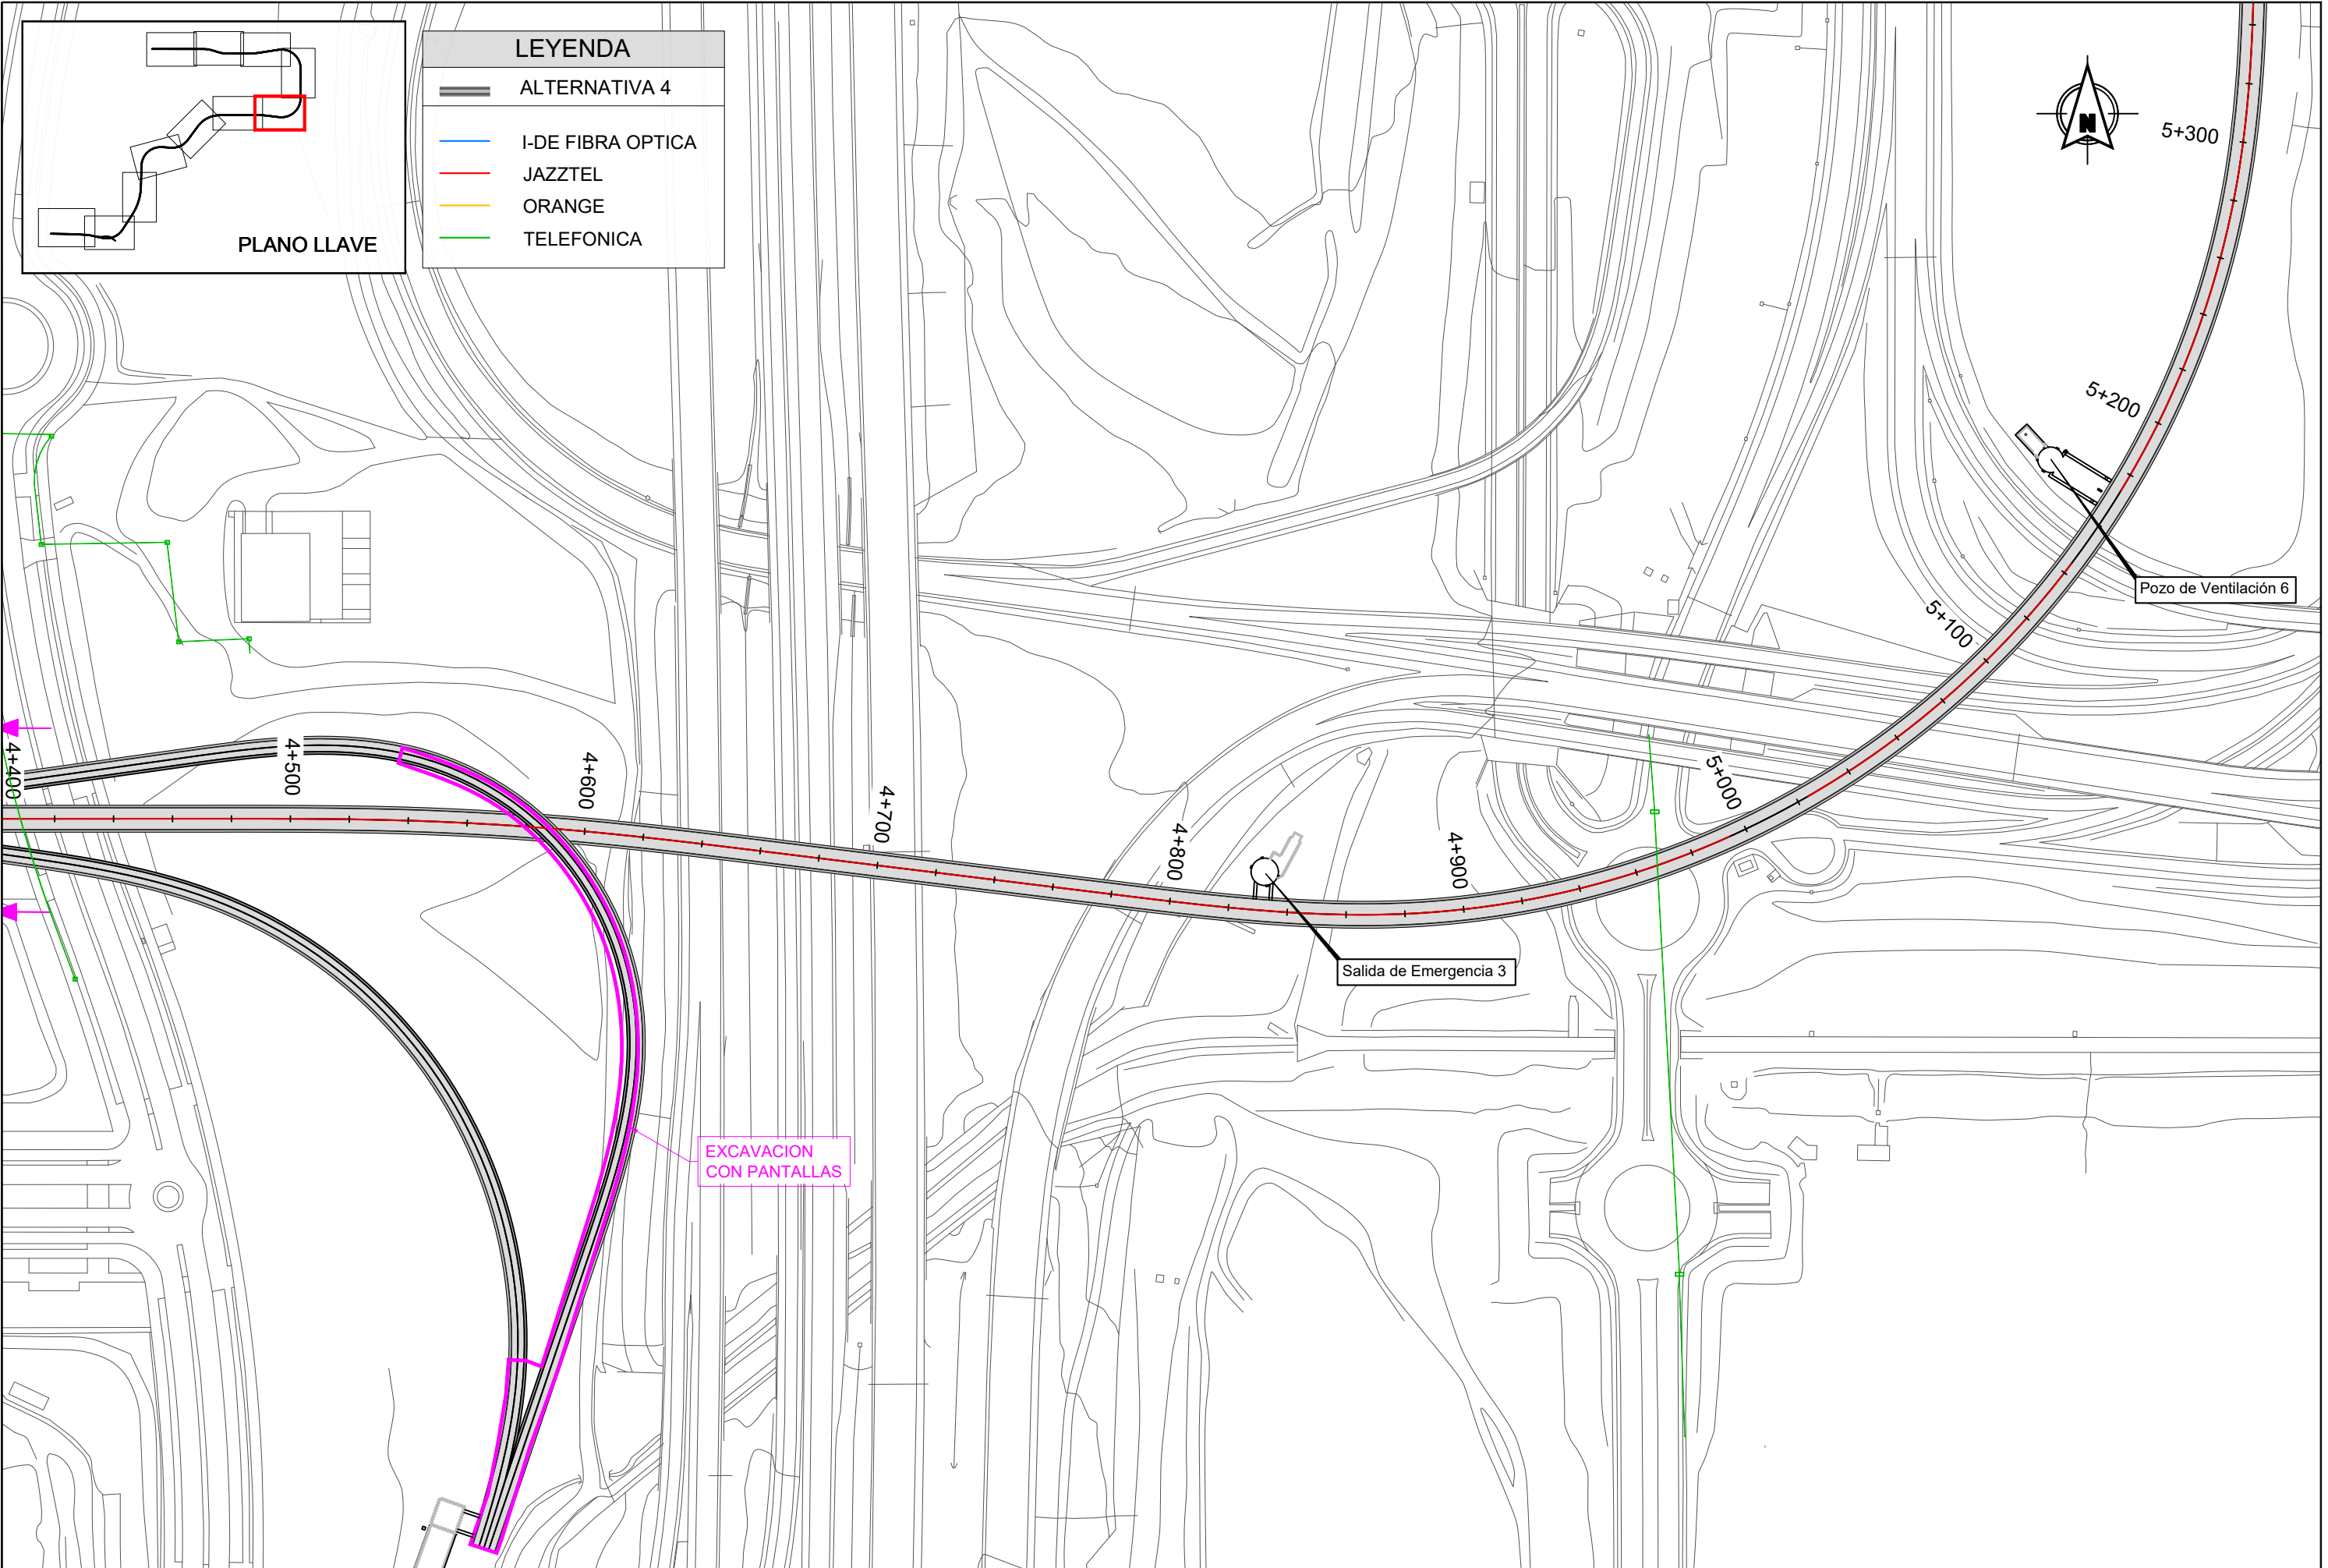 PLANO LLAVE
LEYENDA
ALTERNATIVA 4
I-DE FIBRA OPTICA
JAZZTEL
ORANGE
TELEFONICA
N
5+300
5+200
Pozo de Ventilación 6
5+100
5+000
4+400
4+500
4+600
4+700
4+800
4+900
Salida de Emergencia 3
EXCAVACION
CON PANTALLAS